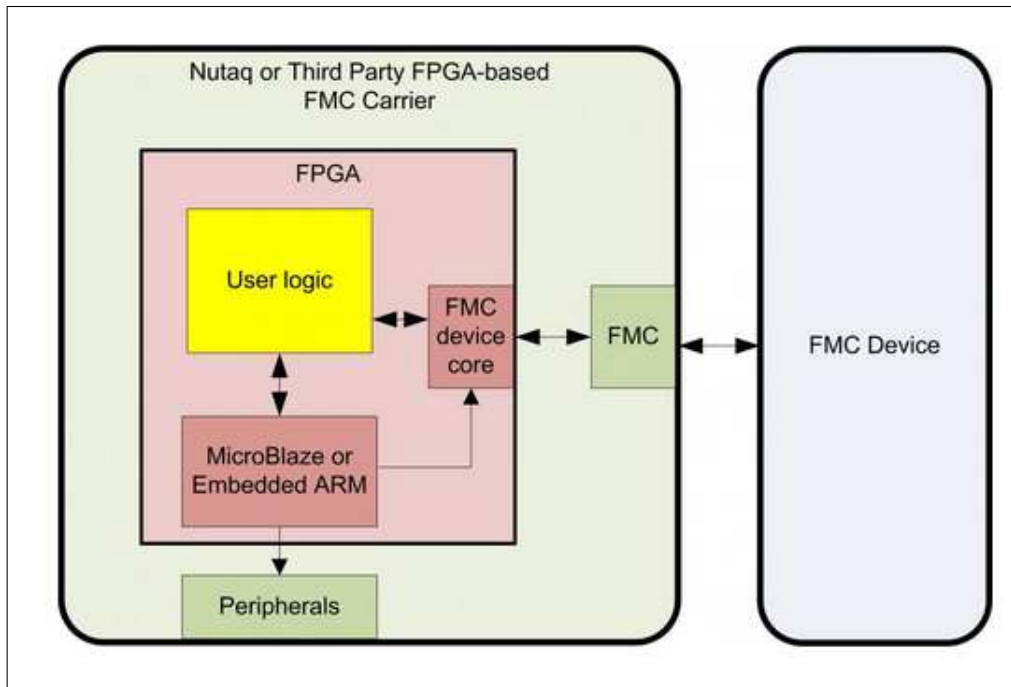 Nutaq or Third Party FPGA-based
FMC Carrier
FPGA
User logic
FMC
device
core
FMC
FMC Device
MicroBlaze or
Embedded ARM
Peripherals